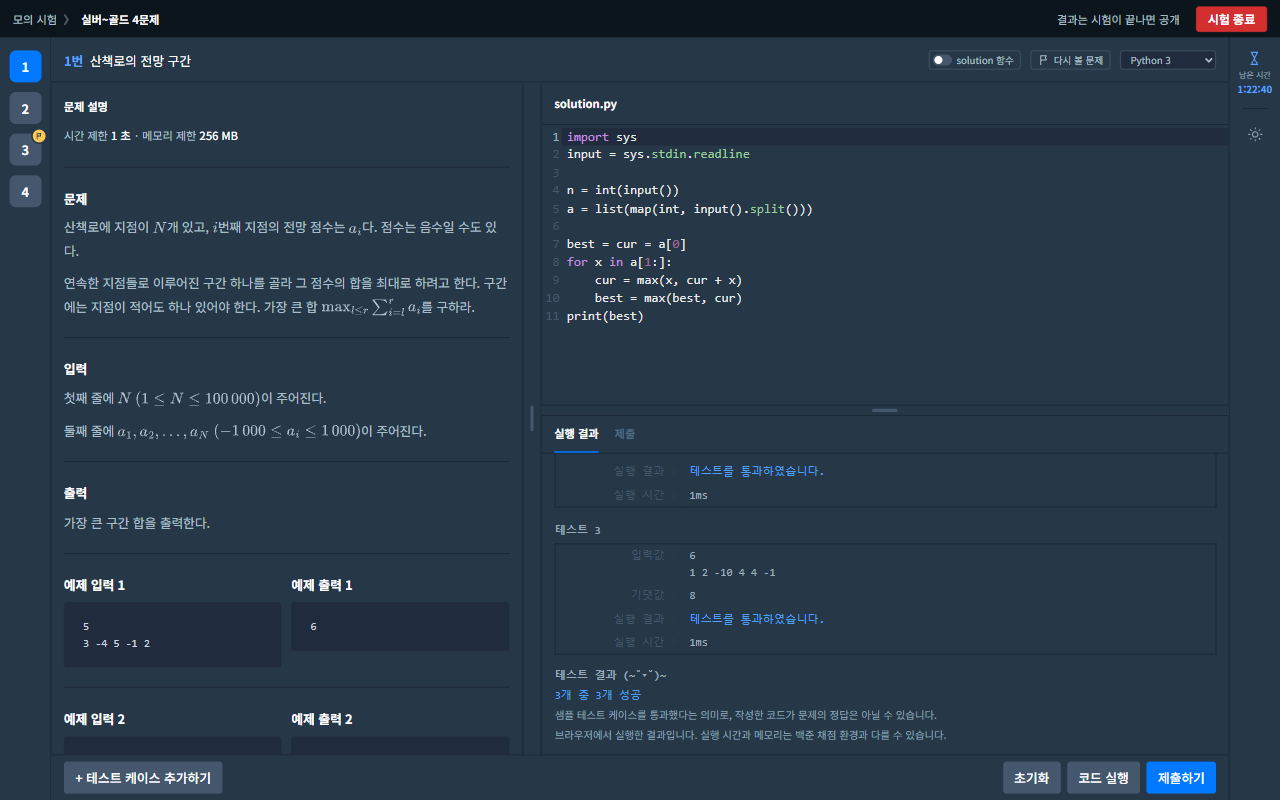 모의 시험 》 실버~골드 4문제
결과는 시험이 끝나면 공개
시험 종료
1
2
3
4
1번 산책로의 전망 구간
solution 함수
다시 볼 문제
Python 3
남은 시간
1:22:40
문제 설명
시간 제한 1 초 · 메모리 제한 256 MB
문제
산책로에 지점이 N개 있고, i번째 지점의 전망 점수는 a_i다. 점수는 음수일 수도 있
다.
연속한 지점들로 이루어진 구간 하나를 골라 그 점수의 합을 최대로 하려고 한다. 구간
에는 지점이 적어도 하나 있어야 한다. 가장 큰 합 max_{l≤r} ∑_{i=l}^{r} a_i를 구하라.
입력
첫째 줄에 N (1 ≤ N ≤ 100 000)이 주어진다.
둘째 줄에 a_1, a_2, …, a_N (−1 000 ≤ a_i ≤ 1 000)이 주어진다.
출력
가장 큰 구간 합을 출력한다.
예제 입력 1
5
3 -4 5 -1 2
예제 출력 1
6
예제 입력 2
예제 출력 2
solution.py
1 import sys
2 input = sys.stdin.readline
3
4 n = int(input())
5 a = list(map(int, input().split()))
6
7 best = cur = a[0]
8 for x in a[1:]:
9     cur = max(x, cur + x)
10     best = max(best, cur)
11 print(best)
실행 결과
제출
실행 결과 테스트를 통과하였습니다.
실행 시간 1ms
테스트 3
입력값 6
1 2 -10 4 4 -1
기댓값 8
실행 결과 테스트를 통과하였습니다.
실행 시간 1ms
테스트 결과 (~˘▾˘)~
3개 중 3개 성공
샘플 테스트 케이스를 통과했다는 의미로, 작성한 코드가 문제의 정답은 아닐 수 있습니다.
브라우저에서 실행한 결과입니다. 실행 시간과 메모리는 백준 채점 환경과 다를 수 있습니다.
+ 테스트 케이스 추가하기
초기화
코드 실행
제출하기